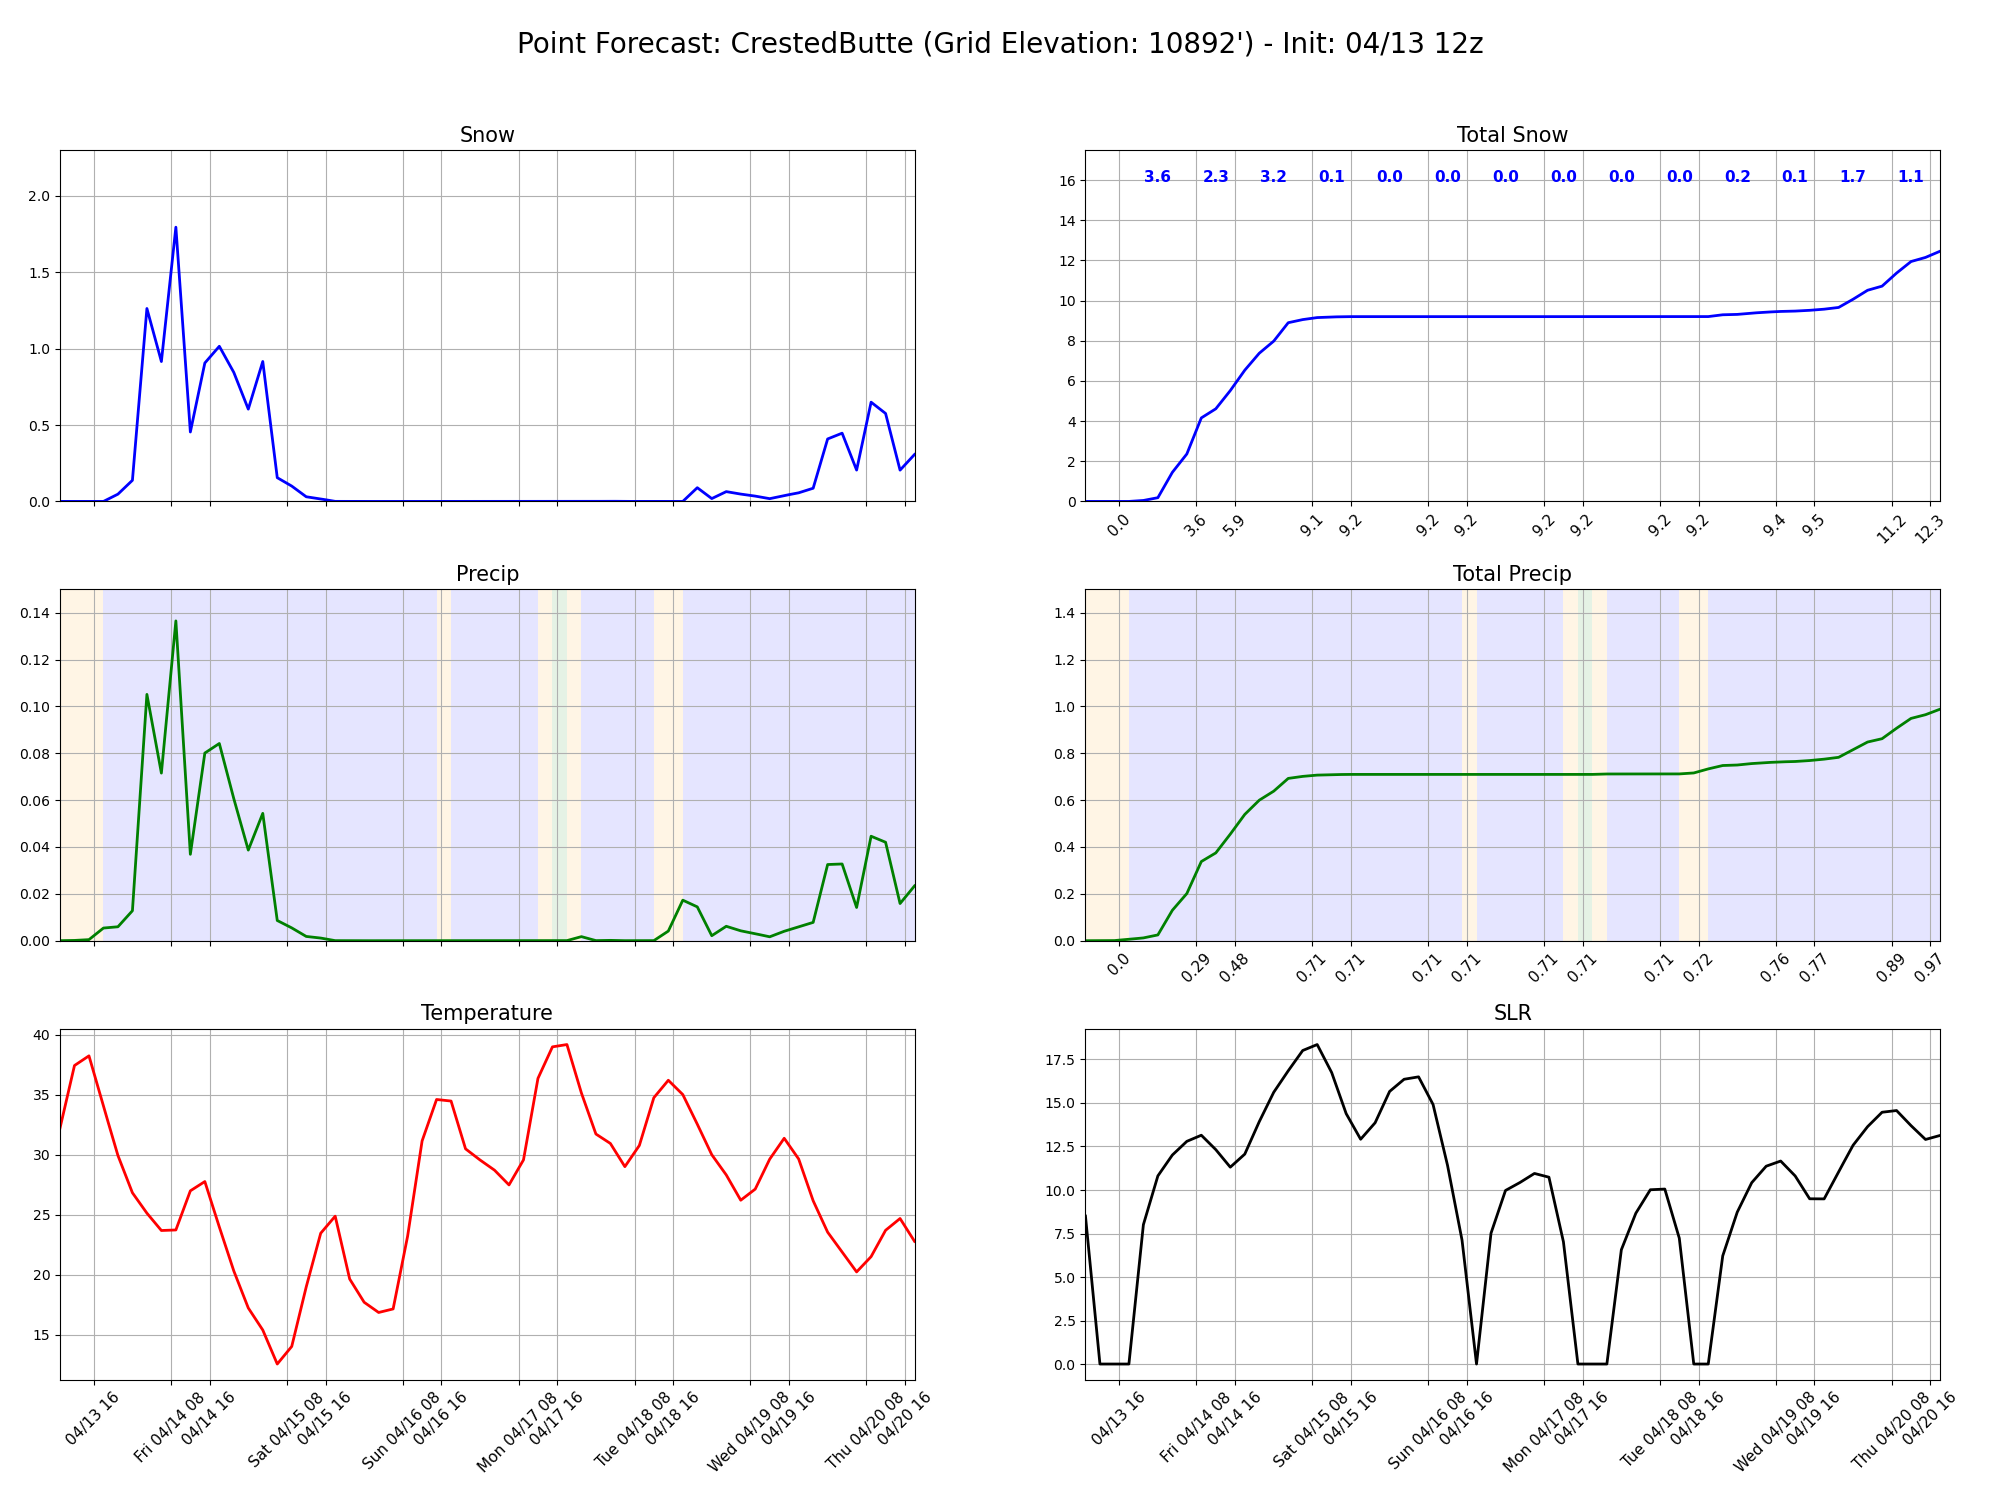 Point Forecast: CrestedButte (Grid Elevation: 10892') - Init: 04/13 12z
Snow
2.0
1.5
1.0
0.5
0.0
Total Snow
3.6 2.3 3.2 0.1 0.0 0.0 0.0 0.0 0.0 0.0 0.2 0.1 1.7 1.1
16
14
12
10
8
6
4
2
0
0.0 3.6 5.9 9.1 9.2 9.2 9.2 9.2 9.2 9.2 9.2 9.4 9.5 11.2 12.3
Precip
0.14
0.12
0.10
0.08
0.06
0.04
0.02
0.00
Total Precip
1.4
1.2
1.0
0.8
0.6
0.4
0.2
0.0
0.0 0.29 0.48 0.71 0.71 0.71 0.71 0.71 0.71 0.71 0.72 0.76 0.77 0.89 0.97
Temperature
40
35
30
25
20
15
04/13 16
Fri 04/14 08
04/14 16
Sat 04/15 08
04/15 16
Sun 04/16 08
04/16 16
Mon 04/17 08
04/17 16
Tue 04/18 08
04/18 16
Wed 04/19 08
04/19 16
Thu 04/20 08
04/20 16
SLR
17.5
15.0
12.5
10.0
7.5
5.0
2.5
0.0
04/13 16
Fri 04/14 08
04/14 16
Sat 04/15 08
04/15 16
Sun 04/16 08
04/16 16
Mon 04/17 08
04/17 16
Tue 04/18 08
04/18 16
Wed 04/19 08
04/19 16
Thu 04/20 08
04/20 16